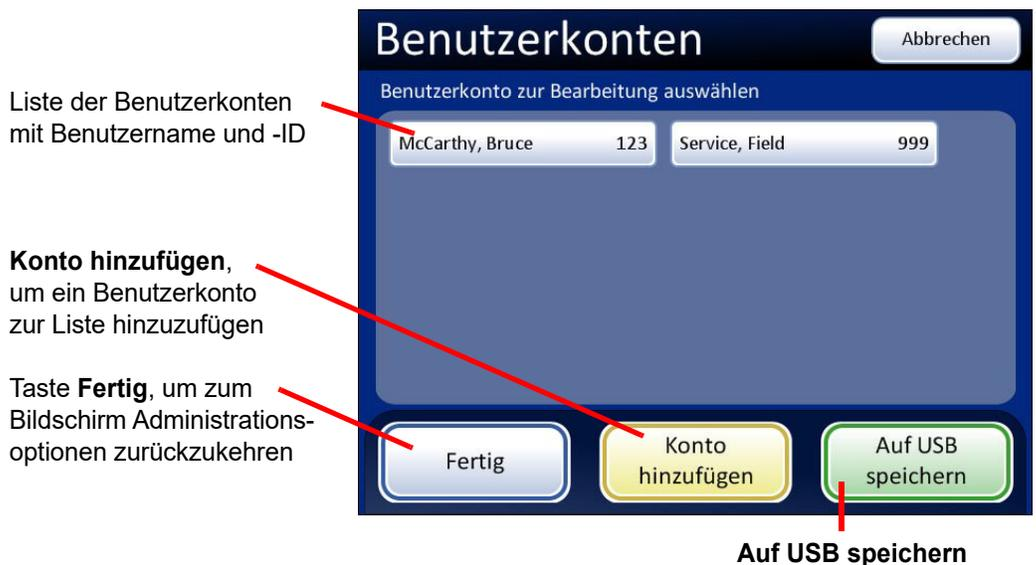 Benutzerkonten
Abbrechen
Benutzerkonto zur Bearbeitung auswählen
McCarthy, Bruce 123 Service, Field 999
Liste der Benutzerkonten
mit Benutzername und -ID
Konto hinzufügen,
um ein Benutzerkonto
zur Liste hinzuzufügen
Taste Fertig, um zum
Bildschirm Administrations-
optionen zurückzukehren
Fertig
Konto
hinzufügen
Auf USB
speichern
Auf USB speichern